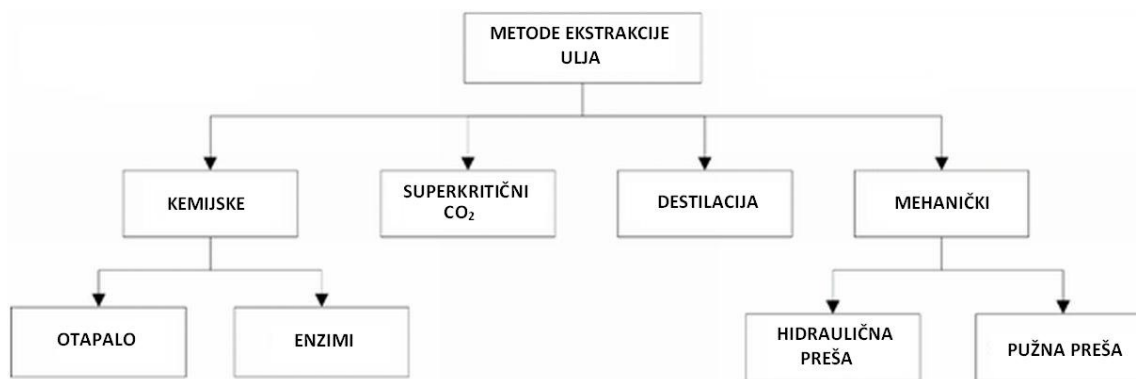 METODE EKSTRAKCIJE
ULJA
KEMIJSKE
SUPERKRITIČNI
CO₂
DESTILACIJA
MEHANIČKI
OTAPALO
ENZIMI
HIDRAULIČNA
PREŠA
PUŽNA PREŠA